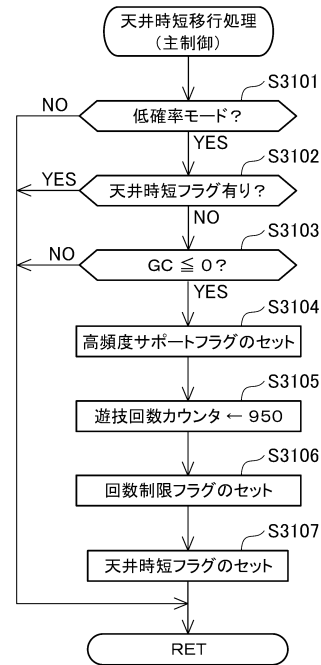 天井時短移行処理
(主制御)
S3101
NO
低確率モード?
YES
S3102
YES
天井時短フラグ有り?
NO
S3103
NO
GC ≦ 0?
YES
S3104
高頻度サポートフラグのセット
S3105
遊技回数カウンタ ← 950
S3106
回数制限フラグのセット
S3107
天井時短フラグのセット
RET